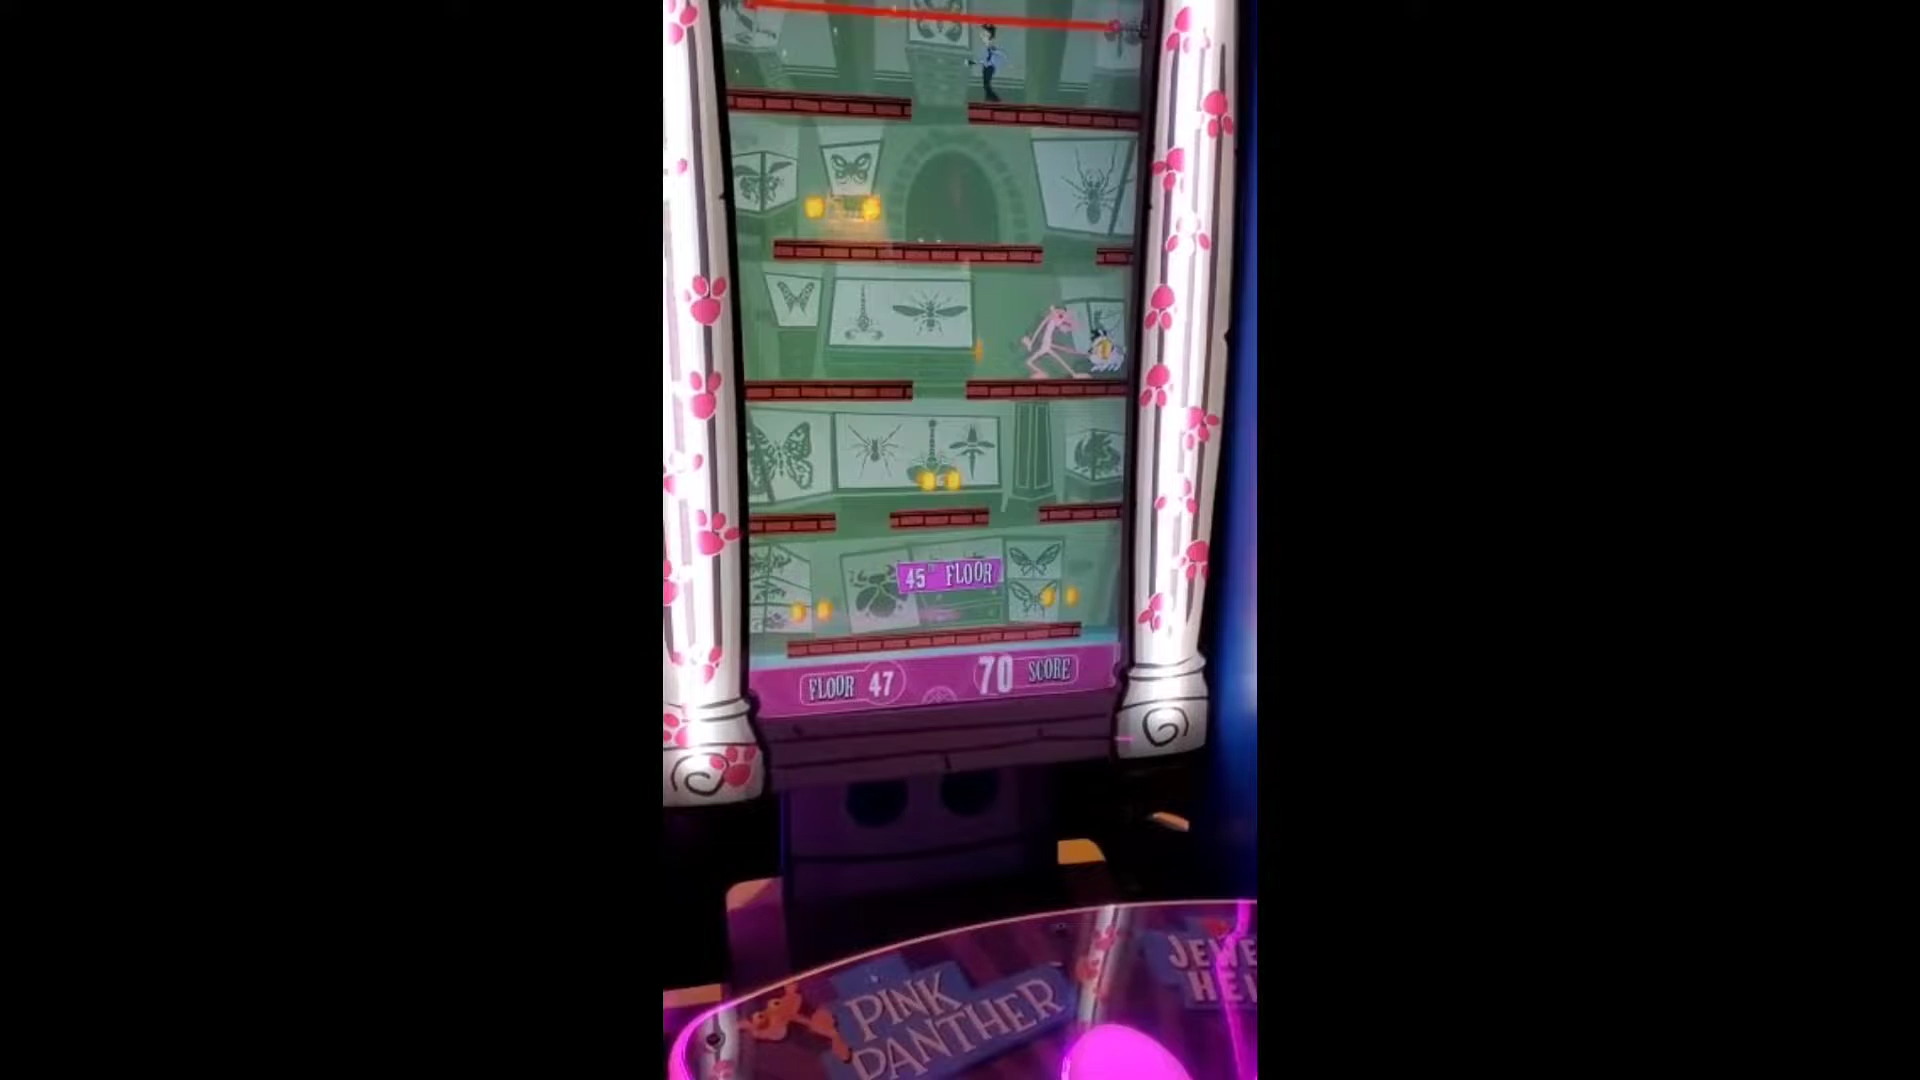 45TH FLOOR
FLOOR 47
70 SCORE
PINK
PANTHER